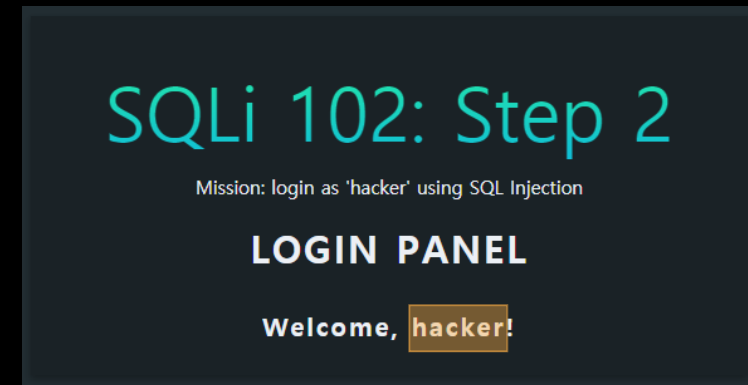 SQLi 102: Step 2
Mission: login as 'hacker' using SQL Injection
LOGIN PANEL
Welcome, hacker!